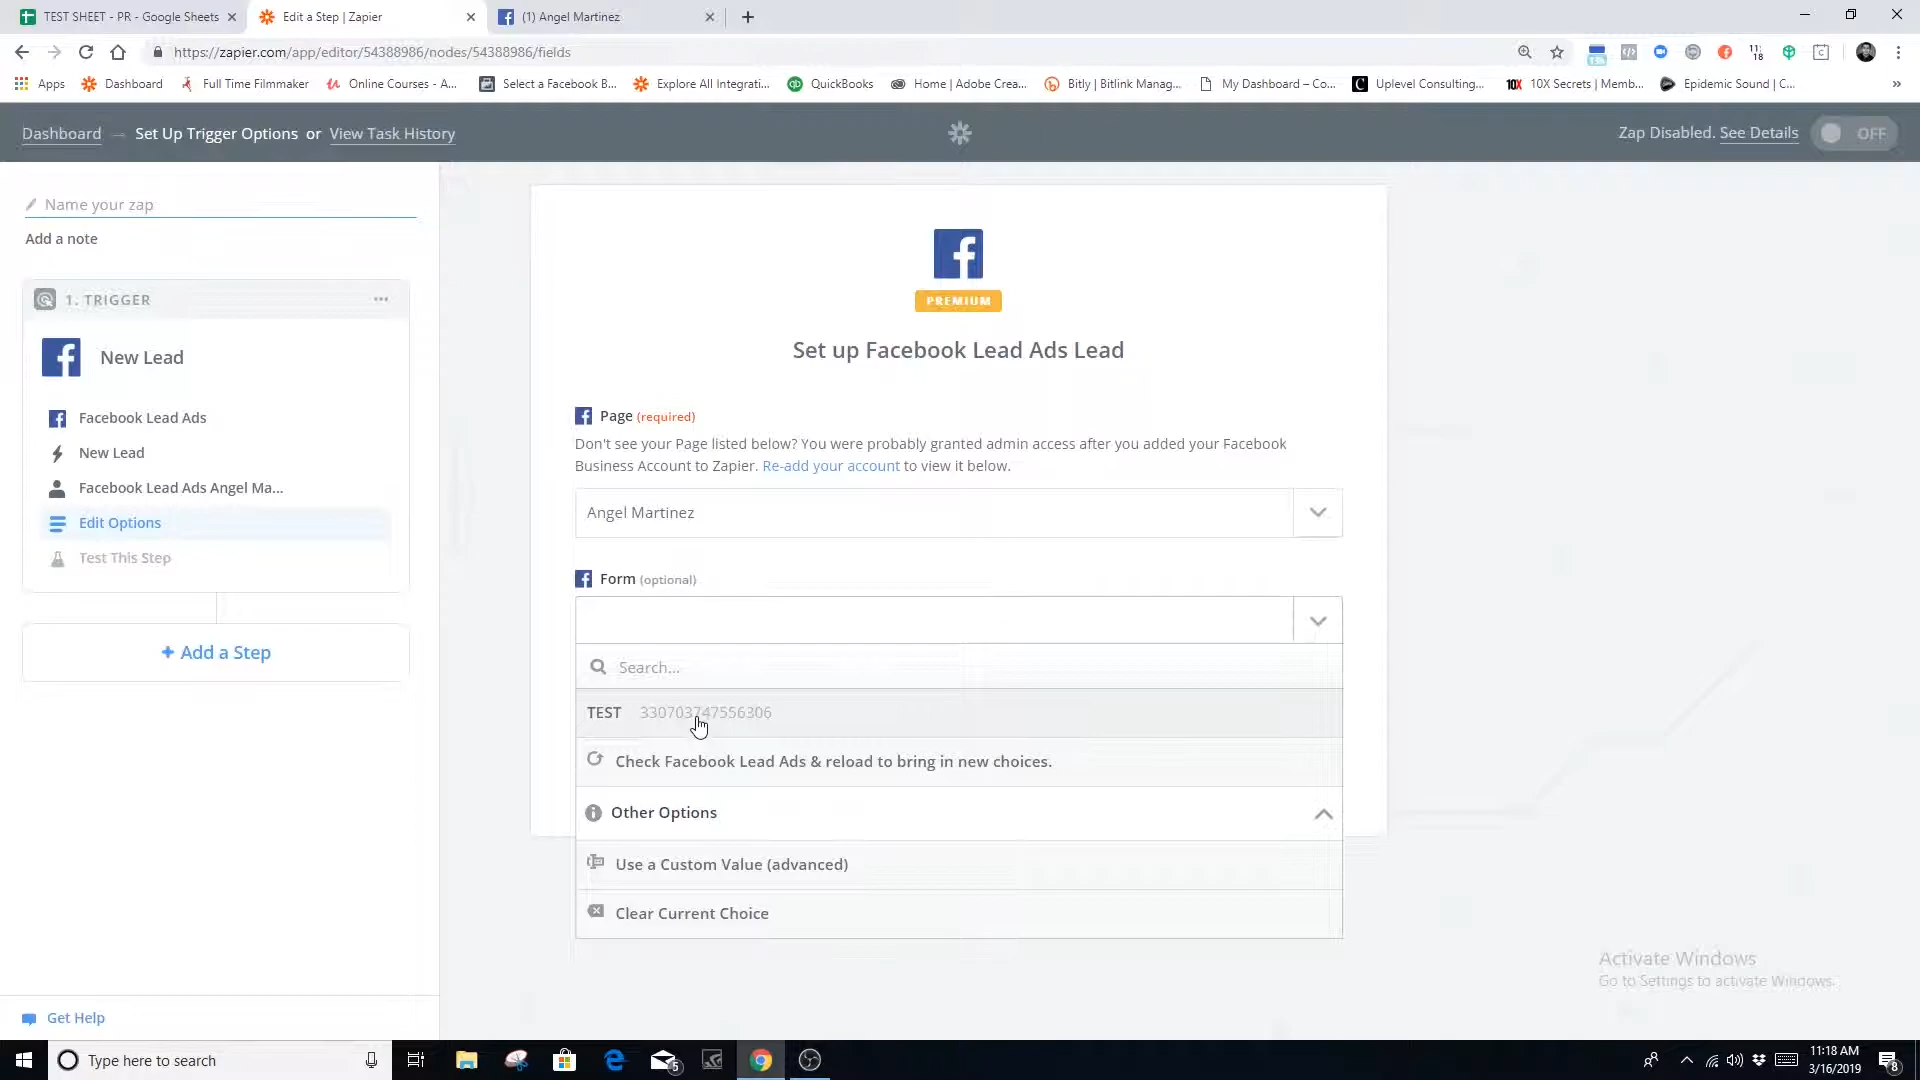 TEST SHEET - PR - Google Sheets
Edit a Step | Zapier
(1) Angel Martinez
https://zapier.com/app/editor/54388986/nodes/54388986/fields
Apps
Dashboard
Full Time Filmmaker
Online Courses - A...
Select a Facebook B...
Explore All Integrati...
QuickBooks
Home | Adobe Crea...
Bitly | Bitlink Manag...
My Dashboard – Co...
Uplevel Consulting...
10X Secrets | Memb...
Epidemic Sound | C...
Dashboard → Set Up Trigger Options or View Task History
Zap Disabled. See Details
OFF
Name your zap
Add a note
1. TRIGGER
New Lead
Facebook Lead Ads
New Lead
Facebook Lead Ads Angel Ma...
Edit Options
Test This Step
+ Add a Step
Get Help
PREMIUM
Set up Facebook Lead Ads Lead
Page (required)
Don't see your Page listed below? You were probably granted admin access after you added your Facebook
Business Account to Zapier. Re-add your account to view it below.
Angel Martinez
Form (optional)
Search...
TEST 330703747556306
Check Facebook Lead Ads & reload to bring in new choices.
Other Options
Use a Custom Value (advanced)
Clear Current Choice
Activate Windows
Go to Settings to activate Windows.
Type here to search
5
11:18 AM
3/16/2019
8